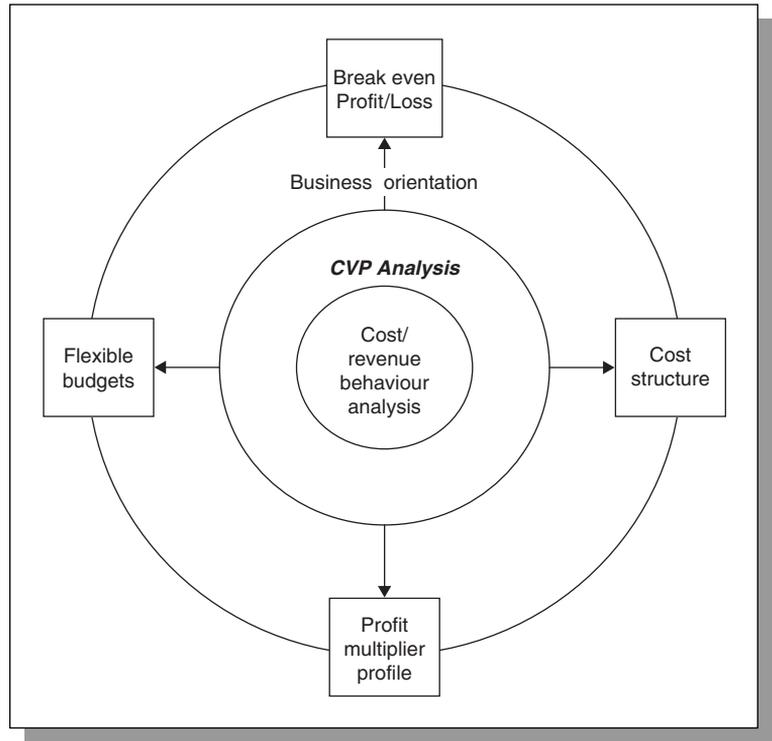 Break even
Profit/Loss
Business orientation
CVP Analysis
Cost/
revenue
behaviour
analysis
Flexible
budgets
Cost
structure
Profit
multiplier
profile